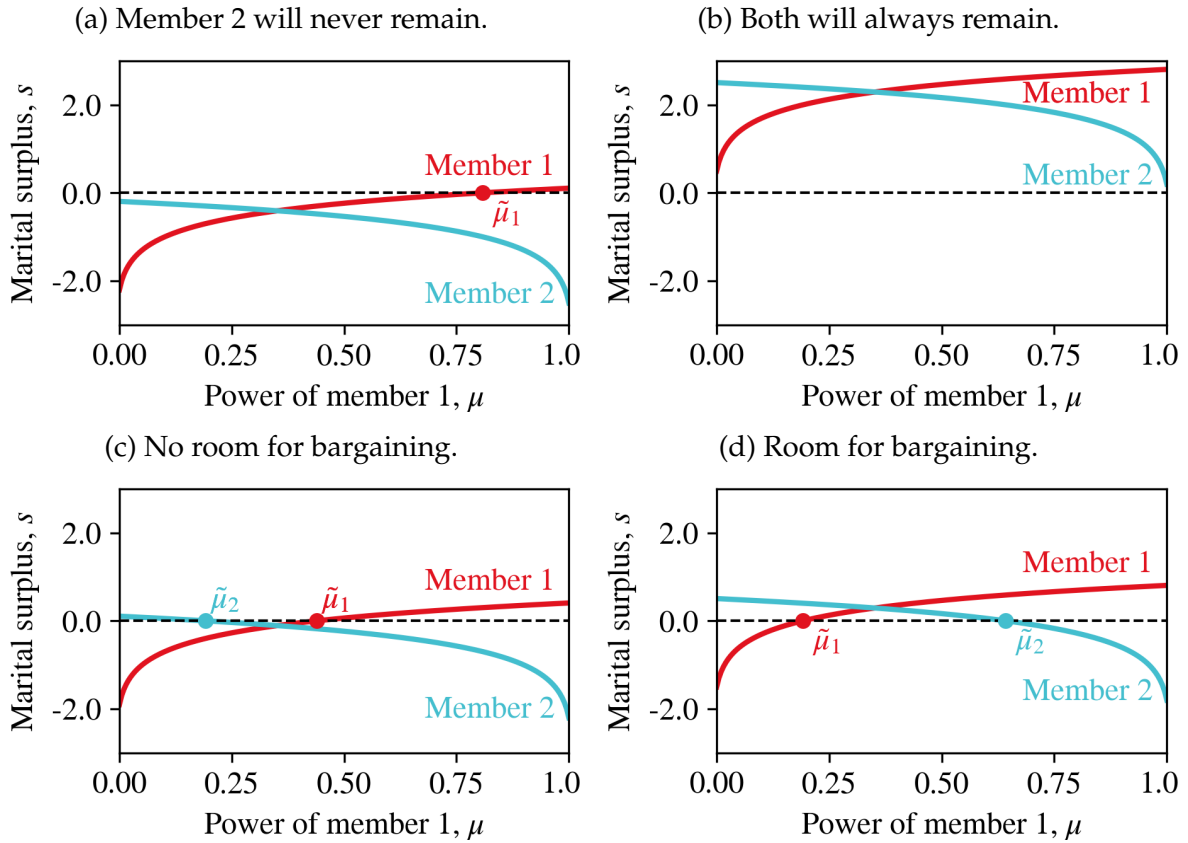 (a) Member 2 will never remain.
Marital surplus, s
2.0
0.0
-2.0
Member 1
μ̃₁
Member 2
0.00 0.25 0.50 0.75 1.0
Power of member 1, μ
(b) Both will always remain.
Marital surplus, s
2.0
0.0
-2.0
Member 1
Member 2
0.00 0.25 0.50 0.75 1.0
Power of member 1, μ
(c) No room for bargaining.
Marital surplus, s
2.0
0.0
-2.0
Member 1
μ̃₂ μ̃₁
Member 2
0.00 0.25 0.50 0.75 1.0
Power of member 1, μ
(d) Room for bargaining.
Marital surplus, s
2.0
0.0
-2.0
Member 1
μ̃₁ μ̃₂
Member 2
0.00 0.25 0.50 0.75 1.0
Power of member 1, μ